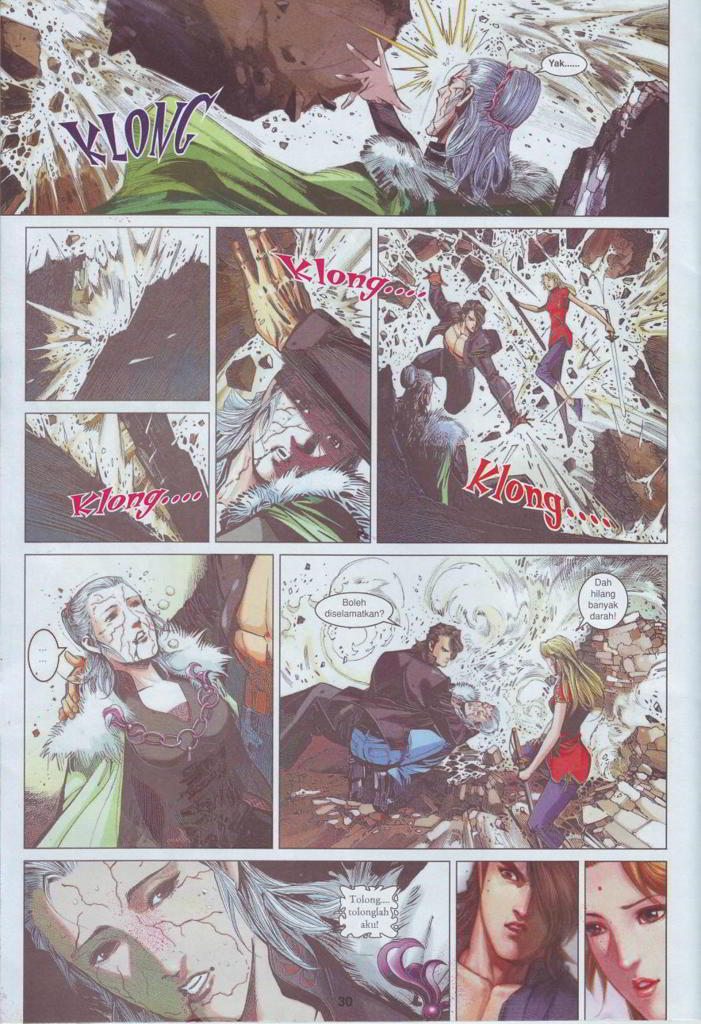 Yak......
KLONG
Klong....
Klong....
Klong....
...
...
Boleh
diselamatkan?
Dah
hilang
banyak
darah!
Tolong....
tolonglah
aku!
30